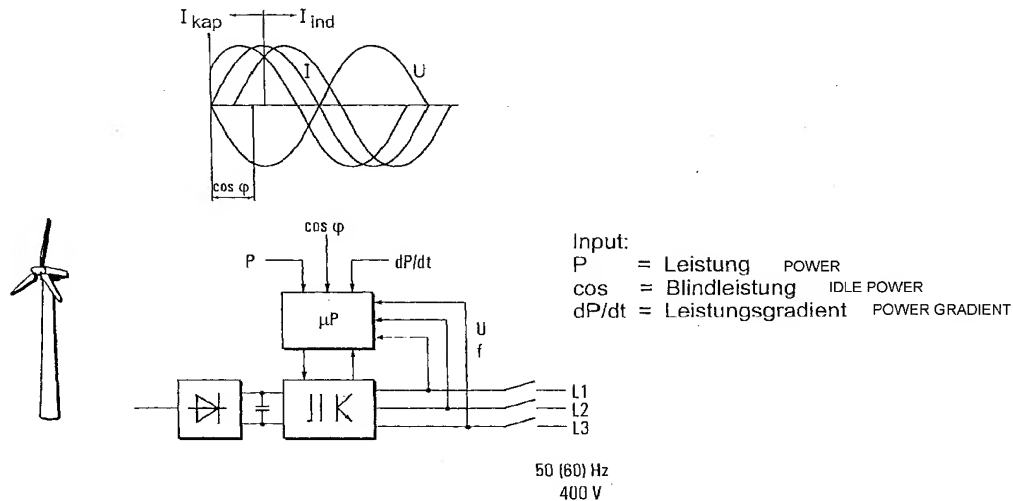 I kap
I ind
I
U
cos φ
cos φ
P
dP/dt
μP
U
f
L1
L2
L3
50 (60) Hz
400 V
Input:
P = Leistung POWER
cos = Blindleistung IDLE POWER
dP/dt = Leistungsgradient POWER GRADIENT